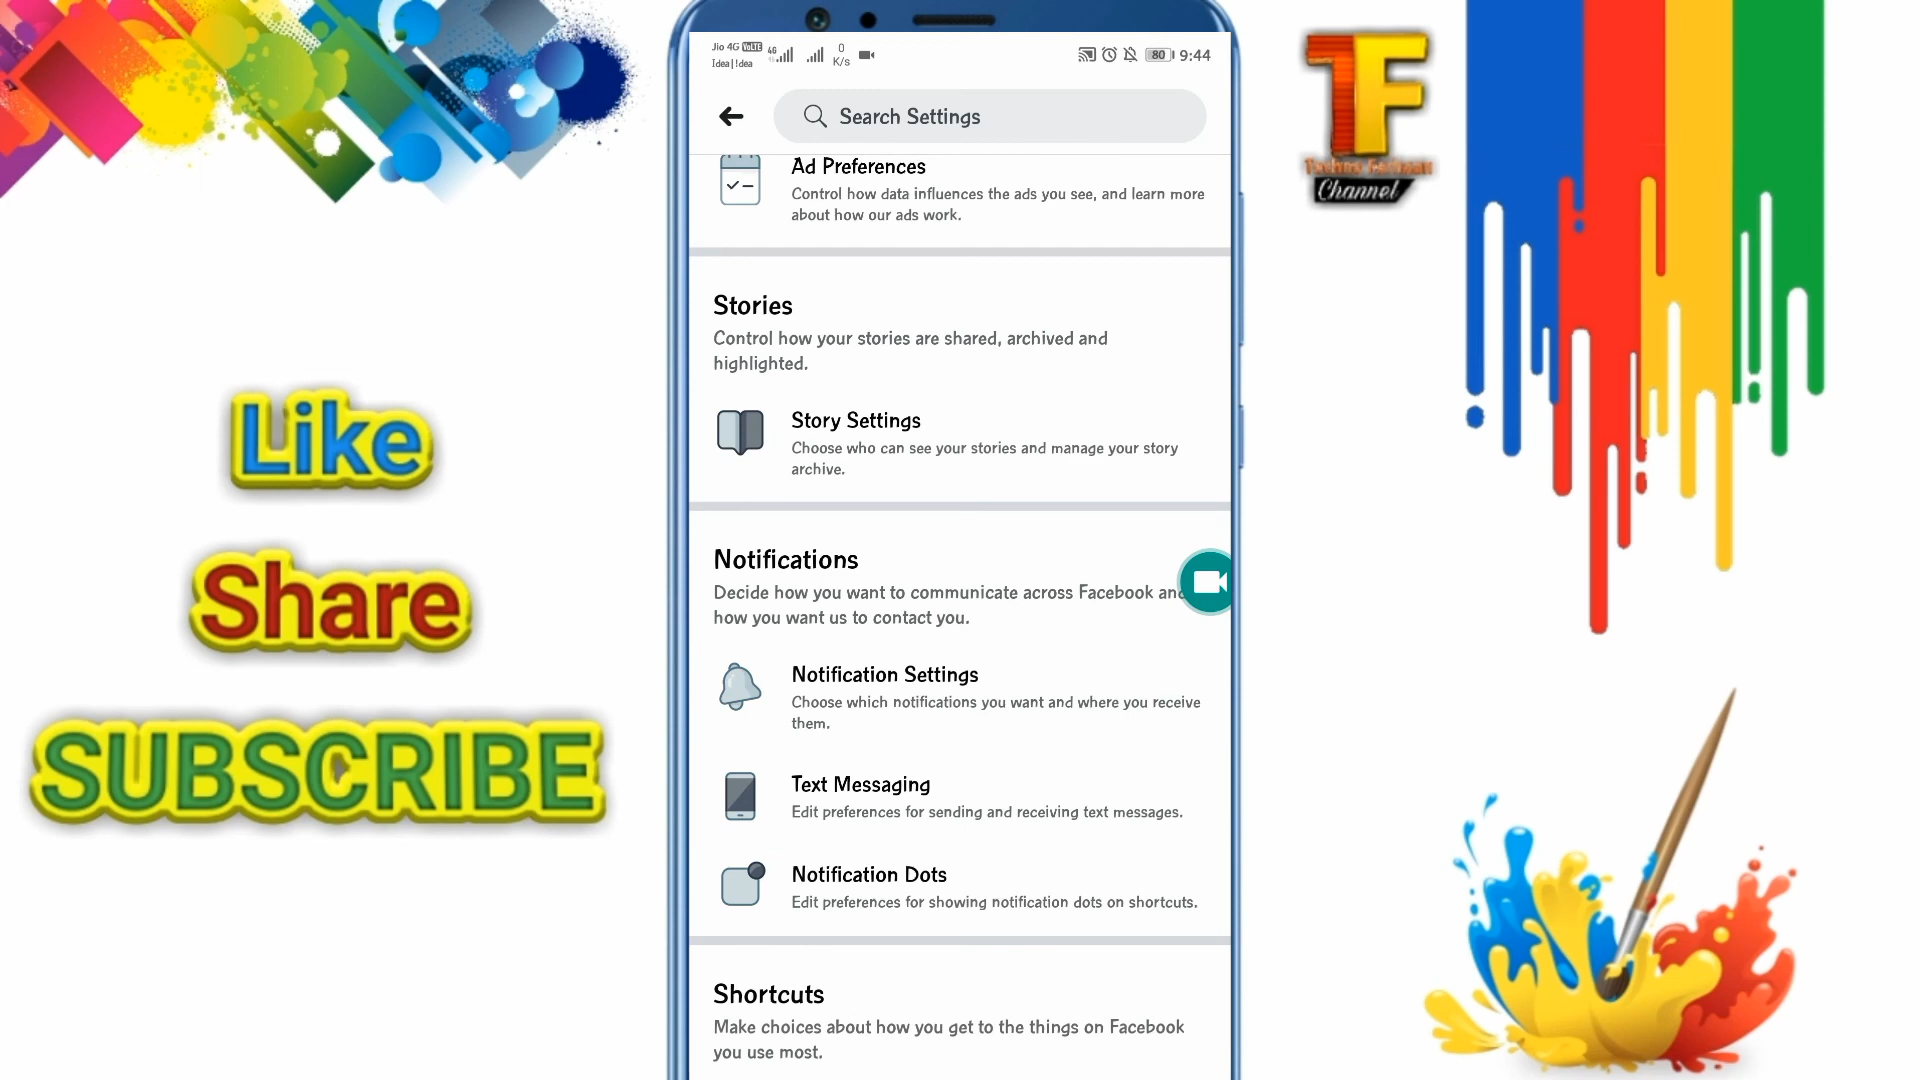 Jio 4G VoLTE
Idea|!dea
4G
0
K/s
80
9:44
Search Settings
Ad Preferences
Control how data influences the ads you see, and learn more
about how our ads work.
Stories
Control how your stories are shared, archived and
highlighted.
Story Settings
Choose who can see your stories and manage your story
archive.
Notifications
Decide how you want to communicate across Facebook and
how you want us to contact you.
Notification Settings
Choose which notifications you want and where you receive
them.
Text Messaging
Edit preferences for sending and receiving text messages.
Notification Dots
Edit preferences for showing notification dots on shortcuts.
Shortcuts
Make choices about how you get to the things on Facebook
you use most.
Like
Share
SUBSCRIBE
TF
Channel